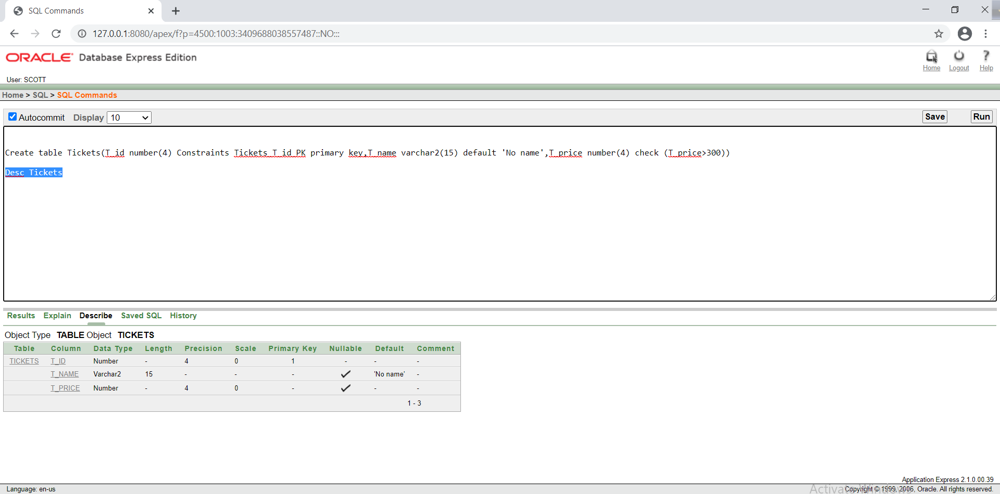 SQL Commands
127.0.0.1:8080/apex/f?p=4500:1003:3409688038557487::NO:::
ORACLE Database Express Edition
Home Logout Help
User: SCOTT
Home > SQL > SQL Commands
Autocommit Display 10 Save Run
Create table Tickets(T_id number(4) Constraints Tickets_T_id_PK primary key,T_name varchar2(15) default 'No name',T_price number(4) check (T_price>300))
Desc Tickets
Results Explain Describe Saved SQL History
Object Type TABLE Object TICKETS
Table Column Data Type Length Precision Scale Primary Key Nullable Default Comment
TICKETS T_ID Number - 4 0 1 - - -
T_NAME Varchar2 15 - - - ✓ 'No name' -
T_PRICE Number - 4 0 - ✓ - -
1 - 3
Application Express 2.1.0.00.39
Language: en-us Activate Windows Copyright © 1999, 2006, Oracle. All rights reserved.